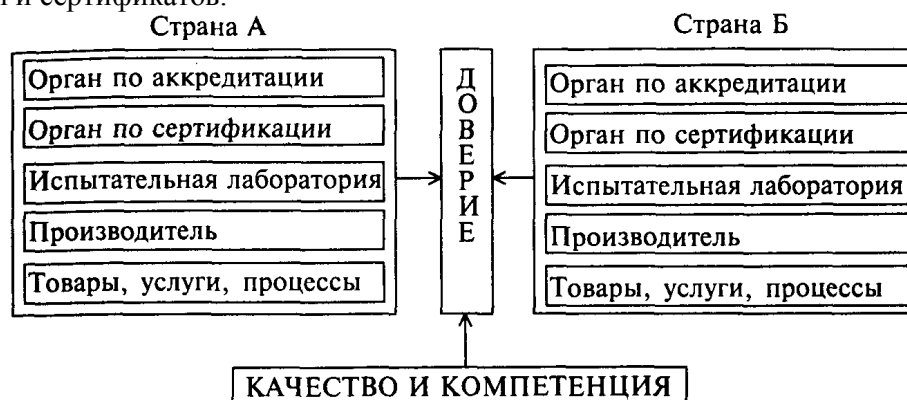 и сертификатов.
Страна А
Орган по аккредитации
Орган по сертификации
Испытательная лаборатория
Производитель
Товары, услуги, процессы
ДОВЕРИЕ
Страна Б
Орган по аккредитации
Орган по сертификации
Испытательная лаборатория
Производитель
Товары, услуги, процессы
КАЧЕСТВО И КОМПЕТЕНЦИЯ